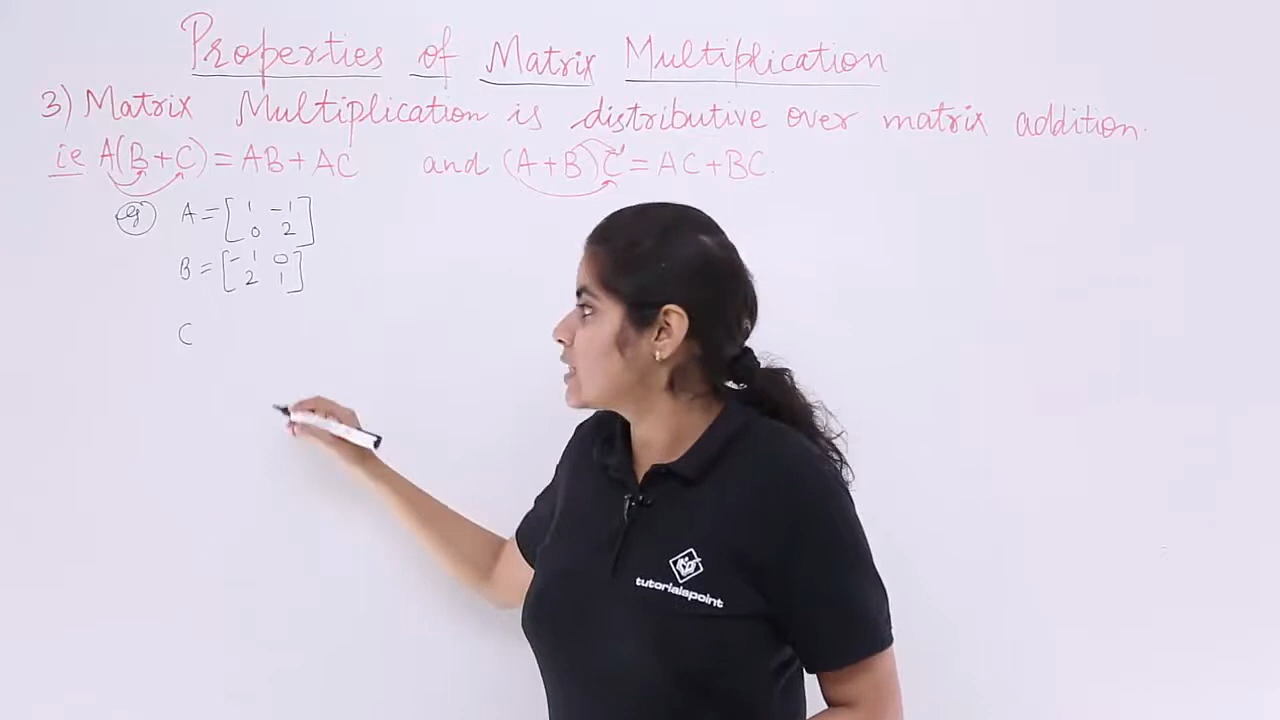 Properties of Matrix Multiplication
3) Matrix Multiplication is distributive over matrix addition.
ie A(B+C) = AB + AC and (A+B)C = AC + BC.
eg A = [ 1 -1
0 2 ]
B = [ -1 0
2 1 ]
C
tutorialspoint